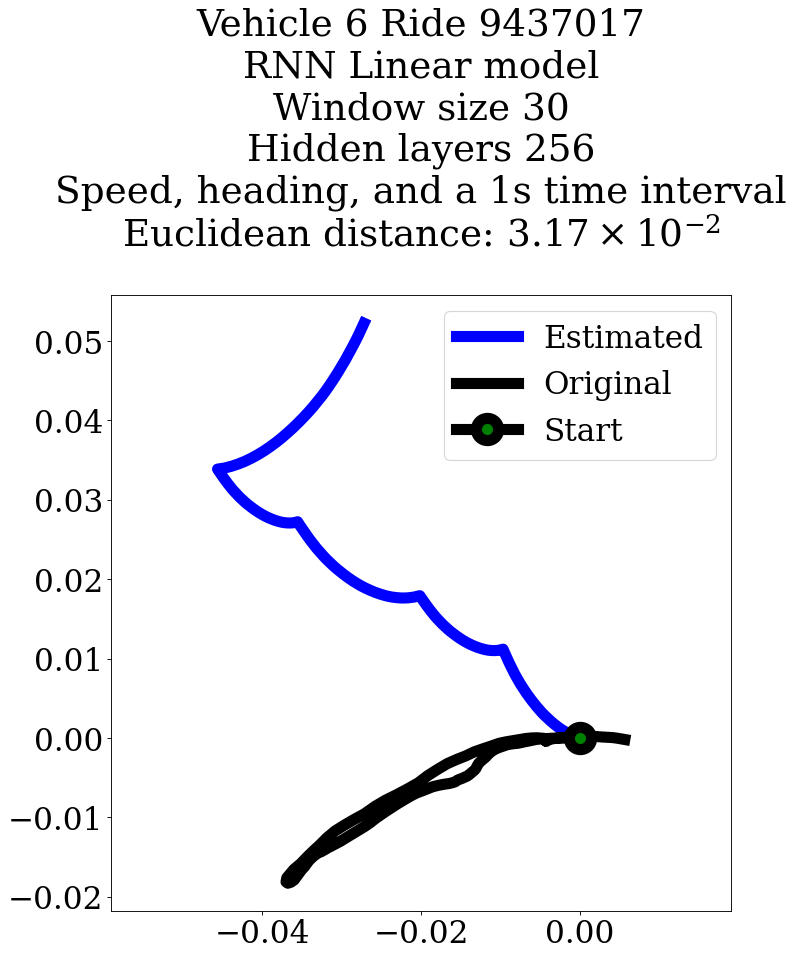 Vehicle 6 Ride 9437017
RNN Linear model
Window size 30
Hidden layers 256
Speed, heading, and a 1s time interval
Euclidean distance: 3.17 × 10⁻²
Estimated
Original
Start
0.05
0.04
0.03
0.02
0.01
0.00
−0.01
−0.02
−0.04
−0.02
0.00